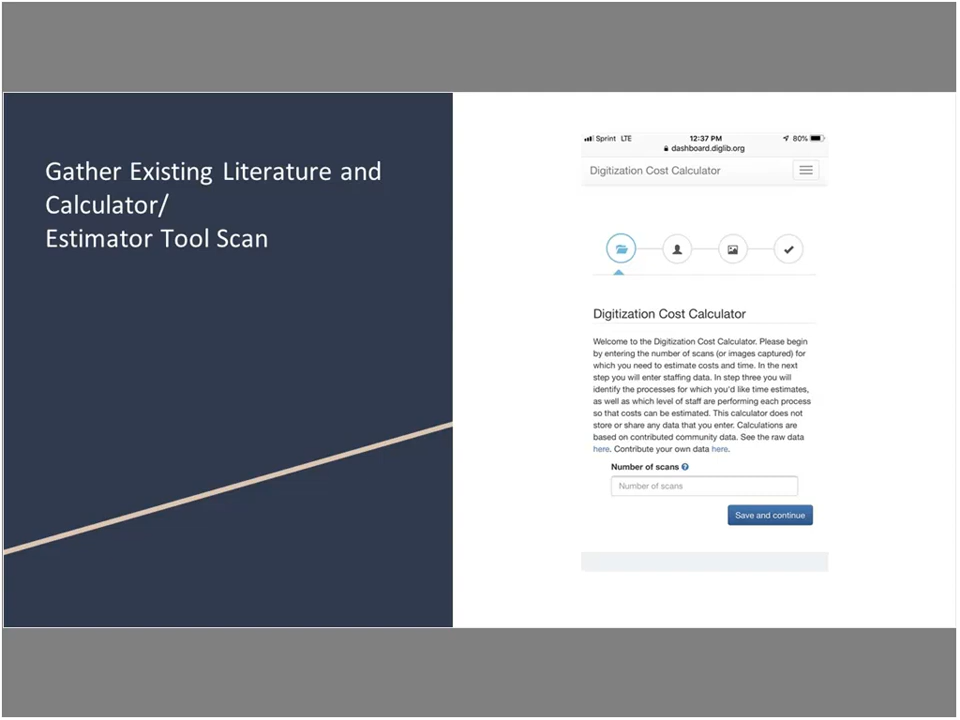 Gather Existing Literature and
Calculator/
Estimator Tool Scan
Sprint LTE 12:37 PM 80%
dashboard.diglib.org
Digitization Cost Calculator
Digitization Cost Calculator
Welcome to the Digitization Cost Calculator. Please begin
by entering the number of scans (or images captured) for
which you need to estimate costs and time. In the next
step you will enter staffing data. In step three you will
identify the processes for which you'd like time estimates,
as well as which level of staff are performing each process
so that costs can be estimated. This calculator does not
store or share any data that you enter. Calculations are
based on contributed community data. See the raw data
here. Contribute your own data here.
Number of scans ?
Number of scans
Save and continue